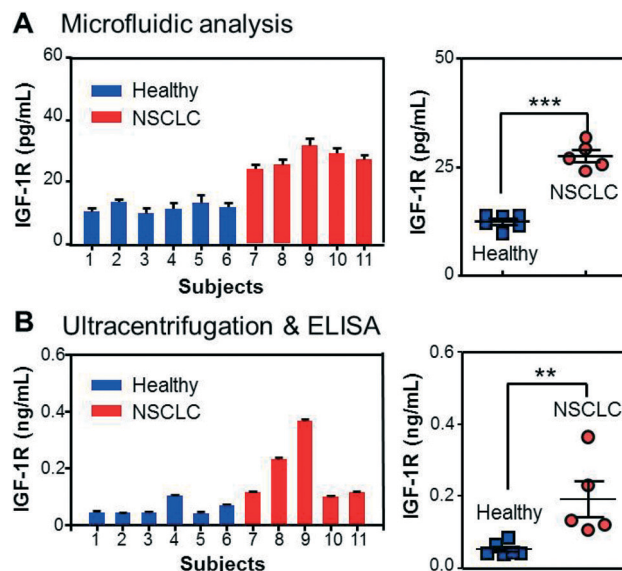 A Microfluidic analysis
IGF-1R (pg/mL)
60
40
20
0
Healthy
NSCLC
1 2 3 4 5 6 7 8 9 10 11
Subjects
IGF-1R (pg/mL)
50
25
0
***
NSCLC
Healthy
B Ultracentrifugation & ELISA
IGF-1R (ng/mL)
0.6
0.4
0.2
0
Healthy
NSCLC
1 2 3 4 5 6 7 8 9 10 11
Subjects
IGF-1R (ng/mL)
0.6
0.4
0.2
0.0
**
NSCLC
Healthy